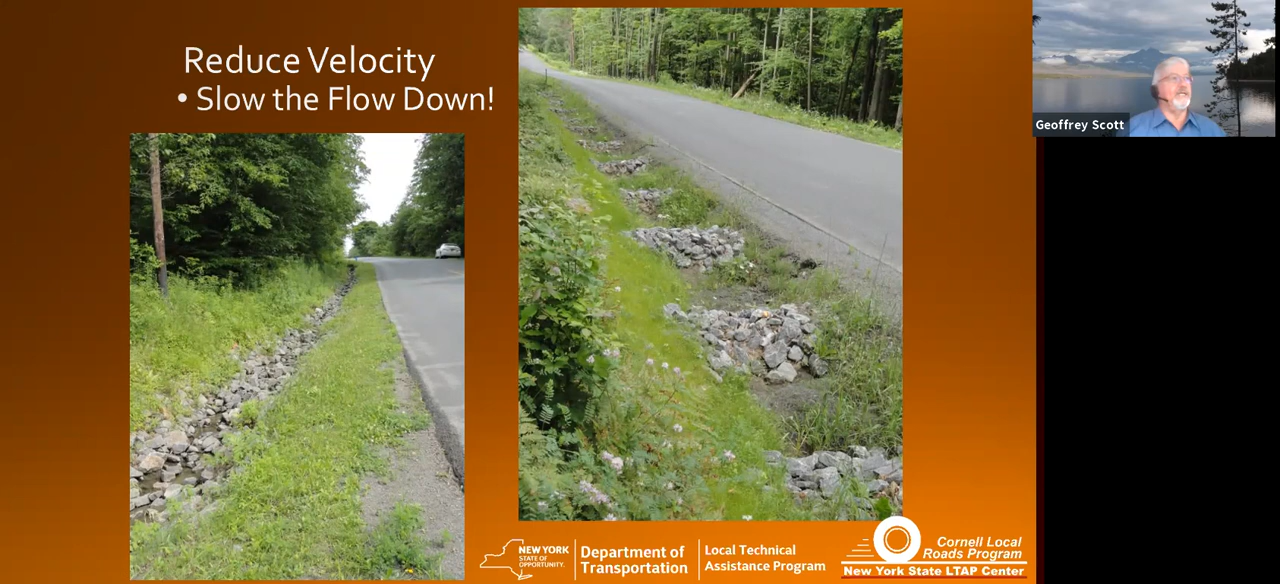 Reduce Velocity
• Slow the Flow Down!
Geoffrey Scott
NEW YORK
STATE OF
OPPORTUNITY.
Department of
Transportation
Local Technical
Assistance Program
Cornell Local
Roads Program
New York State LTAP Center